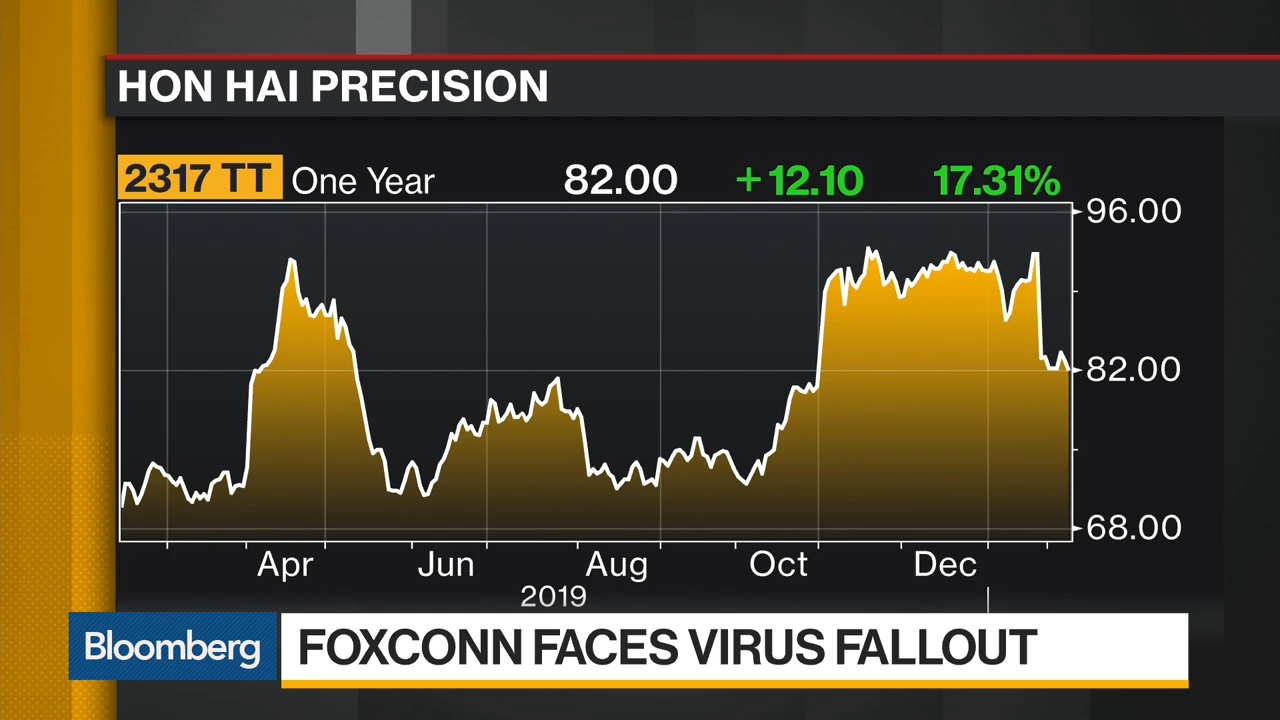 HON HAI PRECISION
2317 TT One Year 82.00 +12.10 17.31%
96.00
82.00
68.00
Apr Jun Aug Oct Dec
2019
Bloomberg
FOXCONN FACES VIRUS FALLOUT